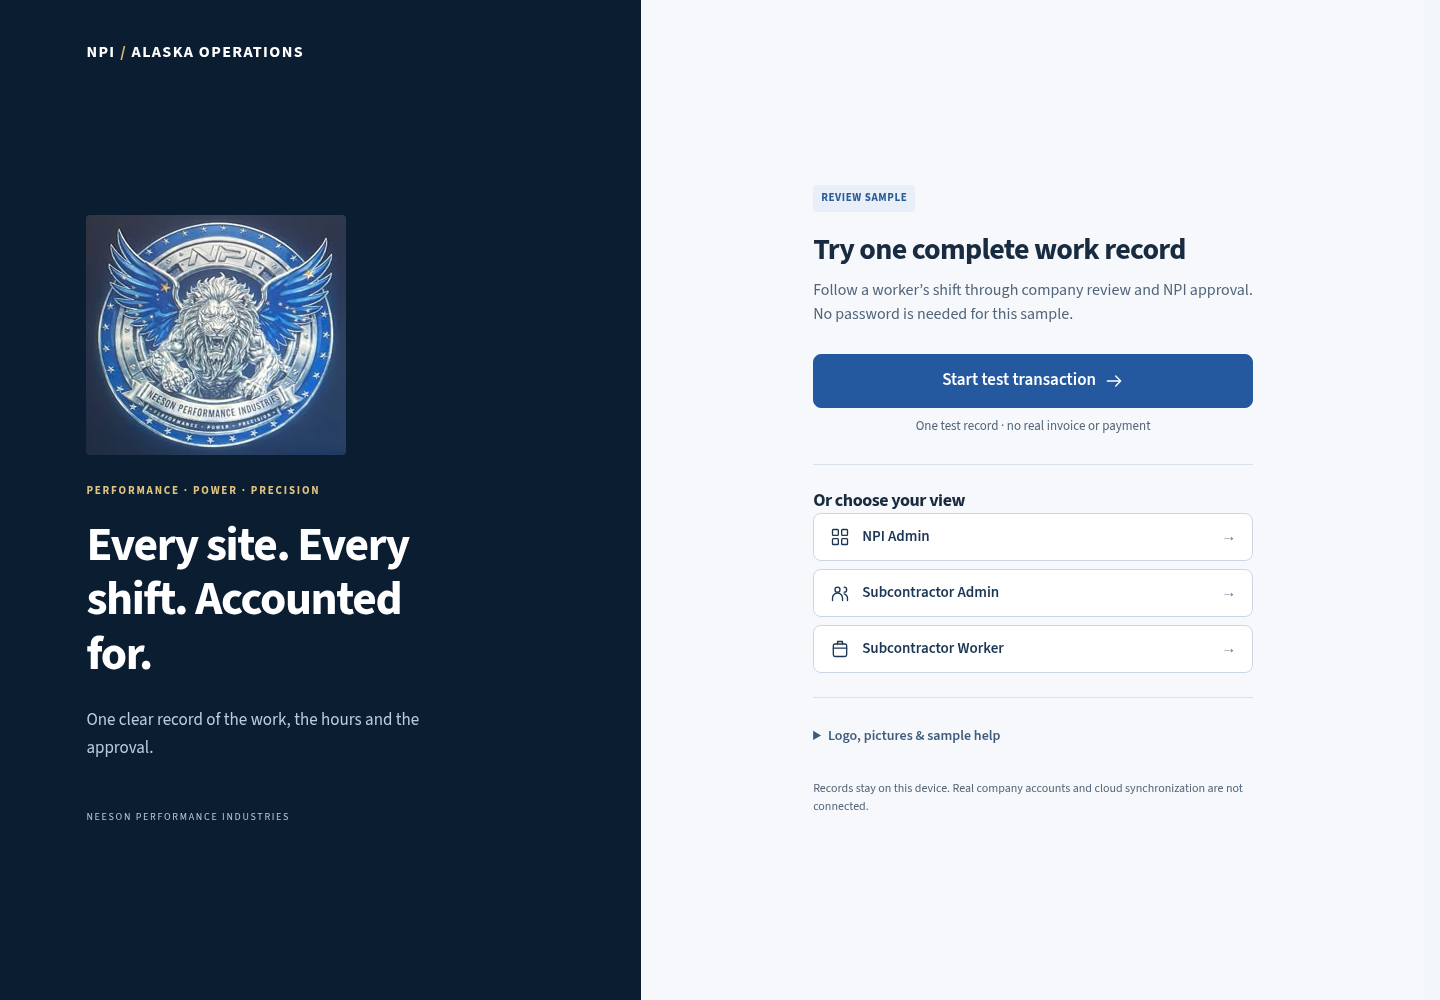 NPI / ALASKA OPERATIONS
NPI
NEESON PERFORMANCE INDUSTRIES
PERFORMANCE · POWER · PRECISION
PERFORMANCE · POWER · PRECISION
Every site. Every
shift. Accounted
for.
One clear record of the work, the hours and the
approval.
NEESON PERFORMANCE INDUSTRIES
REVIEW SAMPLE
Try one complete work record
Follow a worker’s shift through company review and NPI approval.
No password is needed for this sample.
Start test transaction →
One test record · no real invoice or payment
Or choose your view
NPI Admin →
Subcontractor Admin →
Subcontractor Worker →
Logo, pictures & sample help
Records stay on this device. Real company accounts and cloud synchronization are not
connected.